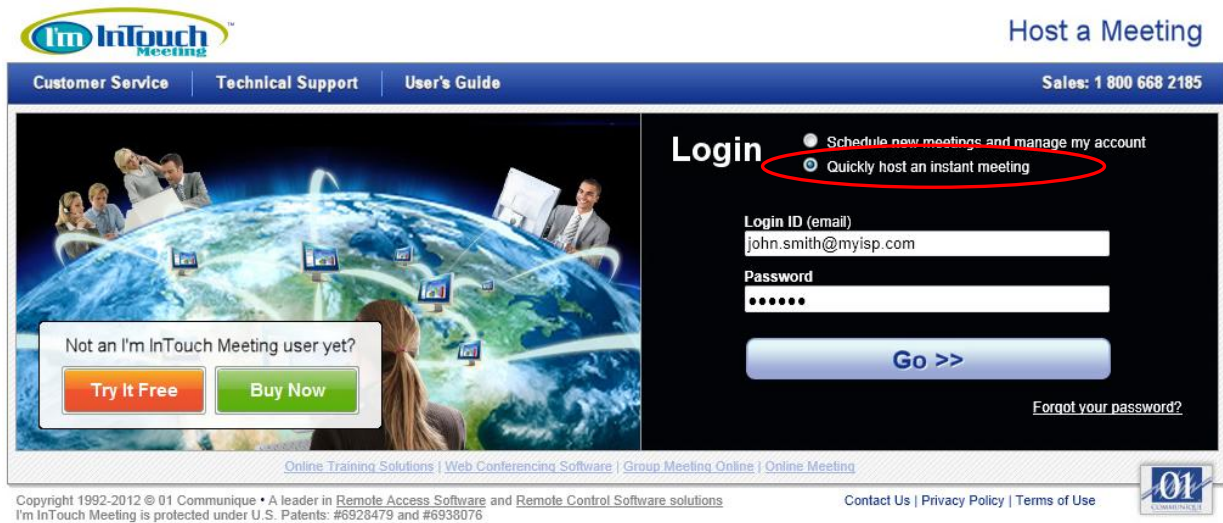 I'm InTouch
Meeting
TM
Host a Meeting
Customer Service
Technical Support
User's Guide
Sales: 1 800 668 2185
Login
Schedule new meetings and manage my account
Quickly host an instant meeting
Login ID (email)
john.smith@myisp.com
Password
••••••
Go >>
Forgot your password?
Not an I'm InTouch Meeting user yet?
Try It Free
Buy Now
Online Training Solutions | Web Conferencing Software | Group Meeting Online | Online Meeting
Copyright 1992-2012 © 01 Communique • A leader in Remote Access Software and Remote Control Software solutions
I'm InTouch Meeting is protected under U.S. Patents: #6928479 and #6938076
Contact Us | Privacy Policy | Terms of Use
01
COMMUNIQUE